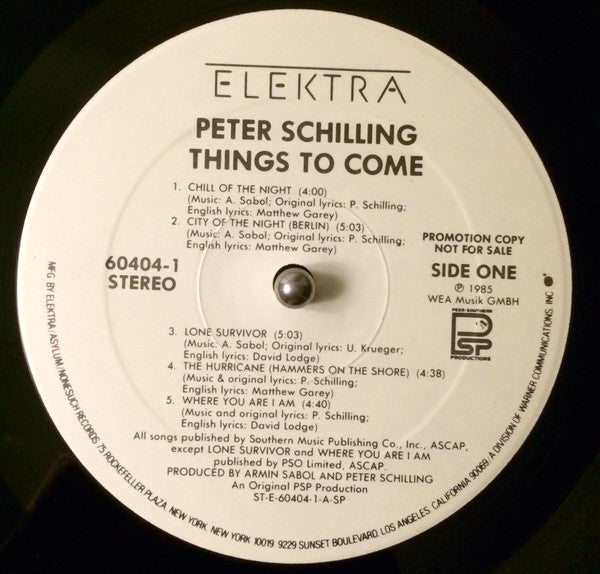 ELEKTRA
PETER SCHILLING
THINGS TO COME
1. CHILL OF THE NIGHT (4:00)
(Music: A. Sabol; Original lyrics: P. Schilling;
English lyrics: Matthew Garey)
2. CITY OF THE NIGHT (BERLIN) (5:03)
(Music: A. Sabol; Original lyrics: P. Schilling;
English lyrics: Matthew Garey)
60404-1
STEREO
PROMOTION COPY
NOT FOR SALE
SIDE ONE
℗ 1985
WEA Musik GMBH
PEER-SOUTHERN
PSP
PRODUCTIONS
3. LONE SURVIVOR (5:03)
(Music: A. Sabol; Original lyrics: U. Krueger;
English lyrics: David Lodge)
4. THE HURRICANE (HAMMERS ON THE SHORE) (4:38)
(Music & original lyrics: P. Schilling;
English lyrics: Matthew Garey)
5. WHERE YOU ARE I AM (4:40)
(Music and original lyrics: P. Schilling;
English lyrics: David Lodge)
All songs published by Southern Music Publishing Co., Inc., ASCAP,
except LONE SURVIVOR and WHERE YOU ARE I AM
published by PSO Limited, ASCAP.
PRODUCED BY ARMIN SABOL AND PETER SCHILLING
An Original PSP Production
ST-E-60404-1-A-SP
MFG BY ELEKTRA/ASYLUM/NONESUCH RECORDS 75 ROCKEFELLER PLAZA, NEW YORK, NEW YORK 10019 9229 SUNSET BOULEVARD, LOS ANGELES, CALIFORNIA 90069, A DIVISION OF WARNER COMMUNICATIONS, INC.